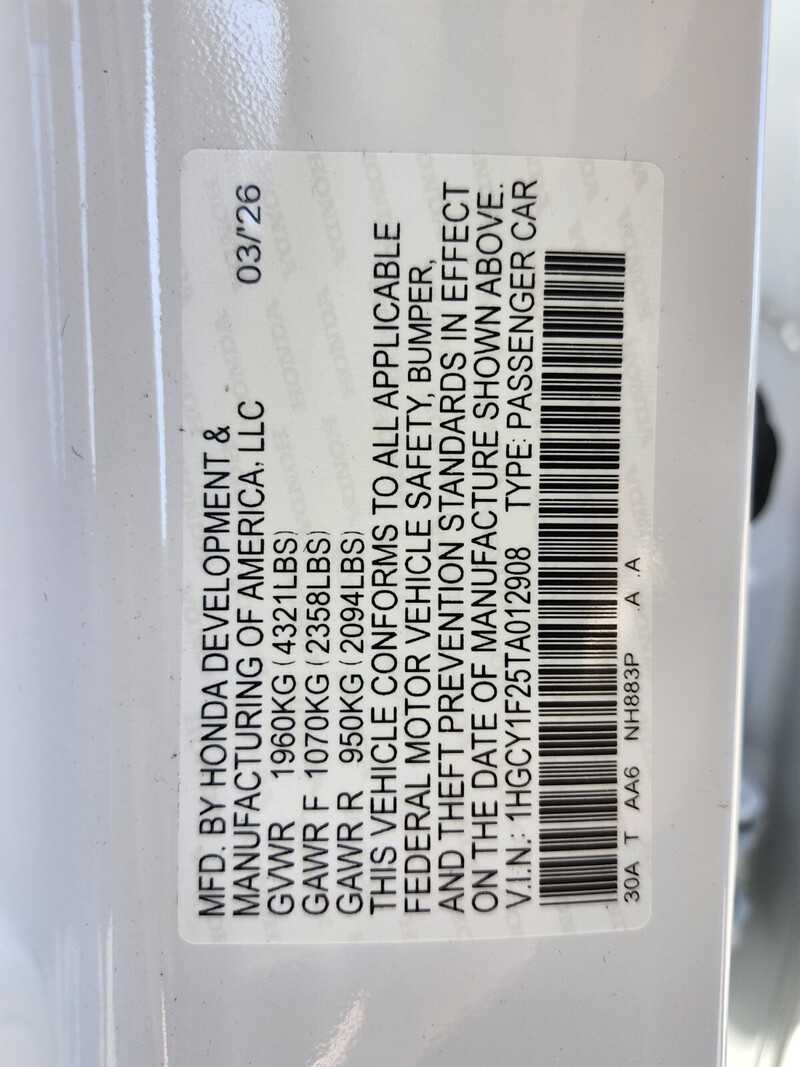 MFD. BY HONDA DEVELOPMENT &
MANUFACTURING OF AMERICA, LLC 03/'26
GVWR 1960KG (4321LBS)
GAWR F 1070KG (2358LBS)
GAWR R 950KG (2094LBS)
THIS VEHICLE CONFORMS TO ALL APPLICABLE
FEDERAL MOTOR VEHICLE SAFETY, BUMPER,
AND THEFT PREVENTION STANDARDS IN EFFECT
ON THE DATE OF MANUFACTURE SHOWN ABOVE.
V.I.N.: 1HGCY1F25TA012908 TYPE: PASSENGER CAR
30A T AA6 NH883P .A .A